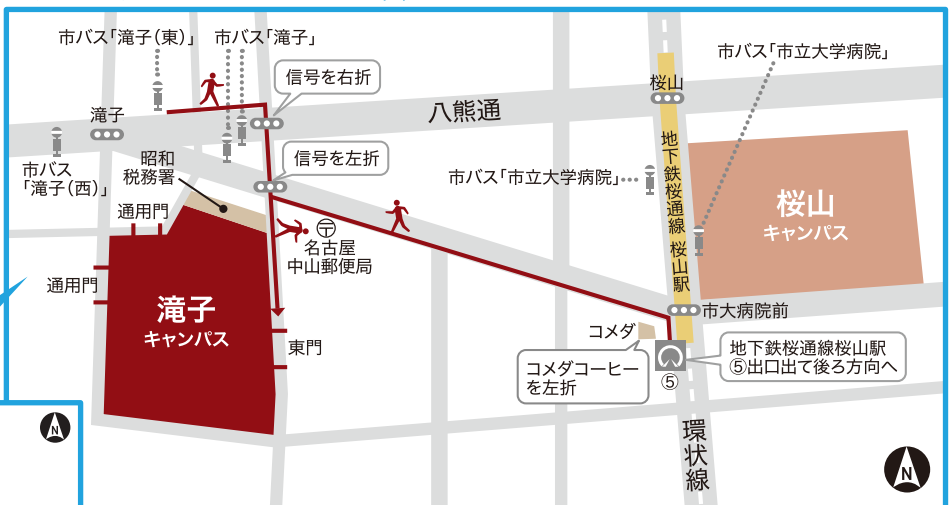 市バス「滝子（東）」
市バス「滝子」
信号を右折
市バス「市立大学病院」
桜山
滝子
八熊通
市バス
「滝子（西）」
昭和
税務署
信号を左折
地下鉄桜通線 桜山駅
市バス「市立大学病院」
桜山
キャンパス
通用門
〒
名古屋
中山郵便局
通用門
滝子
キャンパス
東門
市大病院前
コメダ
コメダコーヒー
を左折
⑤
地下鉄桜通線桜山駅
⑤出口出て後ろ方向へ
環状線
N
N